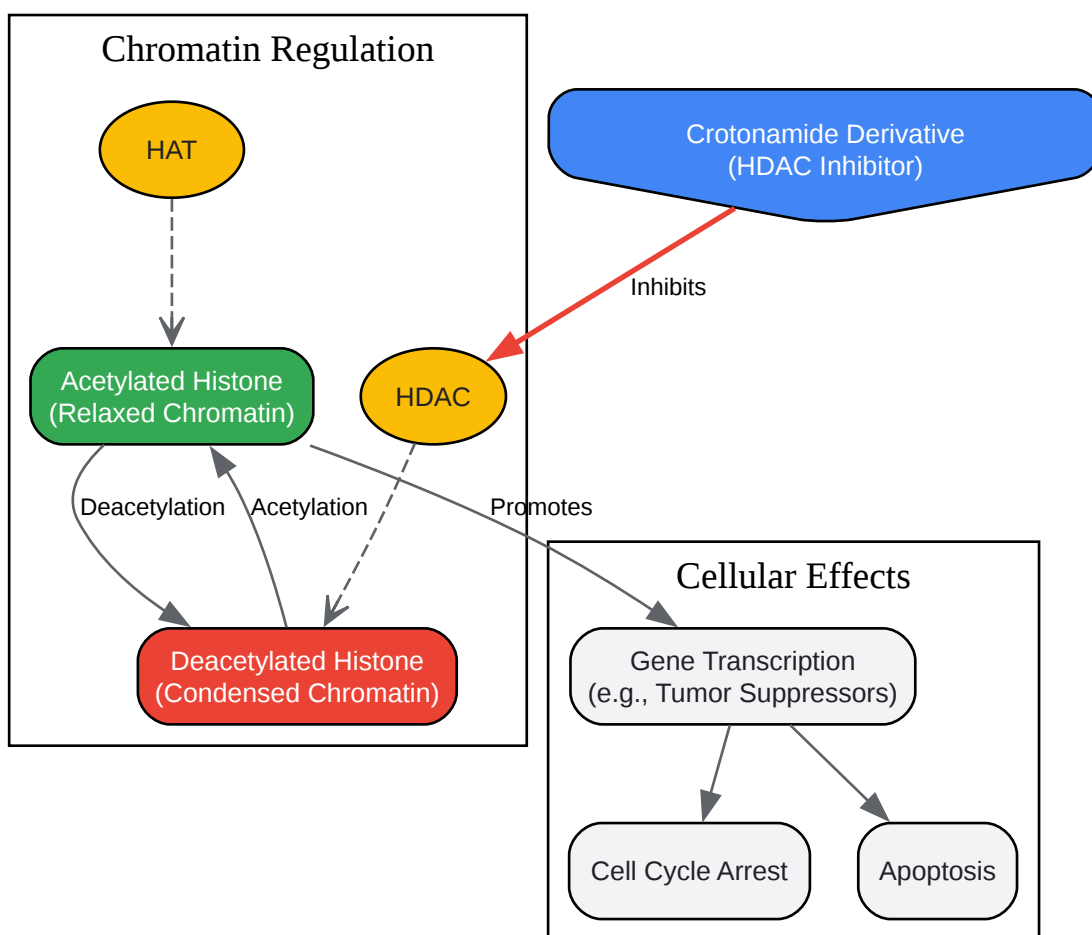 Chromatin Regulation
HAT
Crotonamide Derivative
(HDAC Inhibitor)
Inhibits
Acetylated Histone
(Relaxed Chromatin)
HDAC
Deacetylation
Acetylation
Promotes
Cellular Effects
Deacetylated Histone
(Condensed Chromatin)
Gene Transcription
(e.g., Tumor Suppressors)
Cell Cycle Arrest
Apoptosis